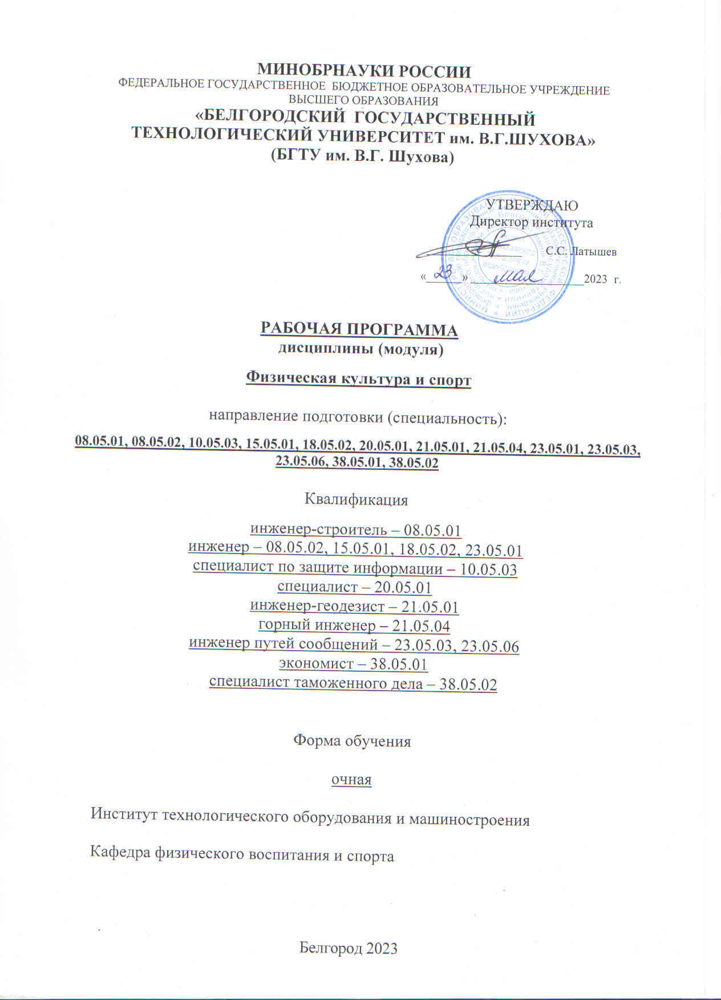 МИНОБРНАУКИ РОССИИ
ФЕДЕРАЛЬНОЕ ГОСУДАРСТВЕННОЕ БЮДЖЕТНОЕ ОБРАЗОВАТЕЛЬНОЕ УЧРЕЖДЕНИЕ
ВЫСШЕГО ОБРАЗОВАНИЯ
«БЕЛГОРОДСКИЙ ГОСУДАРСТВЕННЫЙ
ТЕХНОЛОГИЧЕСКИЙ УНИВЕРСИТЕТ им. В.Г.ШУХОВА»
(БГТУ им. В.Г. Шухова)
УТВЕРЖДАЮ
Директор института
С.С. Латышев
« 23 » мая 2023 г.
РАБОЧАЯ ПРОГРАММА
дисциплины (модуля)
Физическая культура и спорт
направление подготовки (специальность):
08.05.01, 08.05.02, 10.05.03, 15.05.01, 18.05.02, 20.05.01, 21.05.01, 21.05.04, 23.05.01, 23.05.03,
23.05.06, 38.05.01, 38.05.02
Квалификация
инженер-строитель – 08.05.01
инженер – 08.05.02, 15.05.01, 18.05.02, 23.05.01
специалист по защите информации – 10.05.03
специалист – 20.05.01
инженер-геодезист – 21.05.01
горный инженер – 21.05.04
инженер путей сообщений – 23.05.03, 23.05.06
экономист – 38.05.01
специалист таможенного дела – 38.05.02
Форма обучения
очная
Институт технологического оборудования и машиностроения
Кафедра физического воспитания и спорта
Белгород 2023